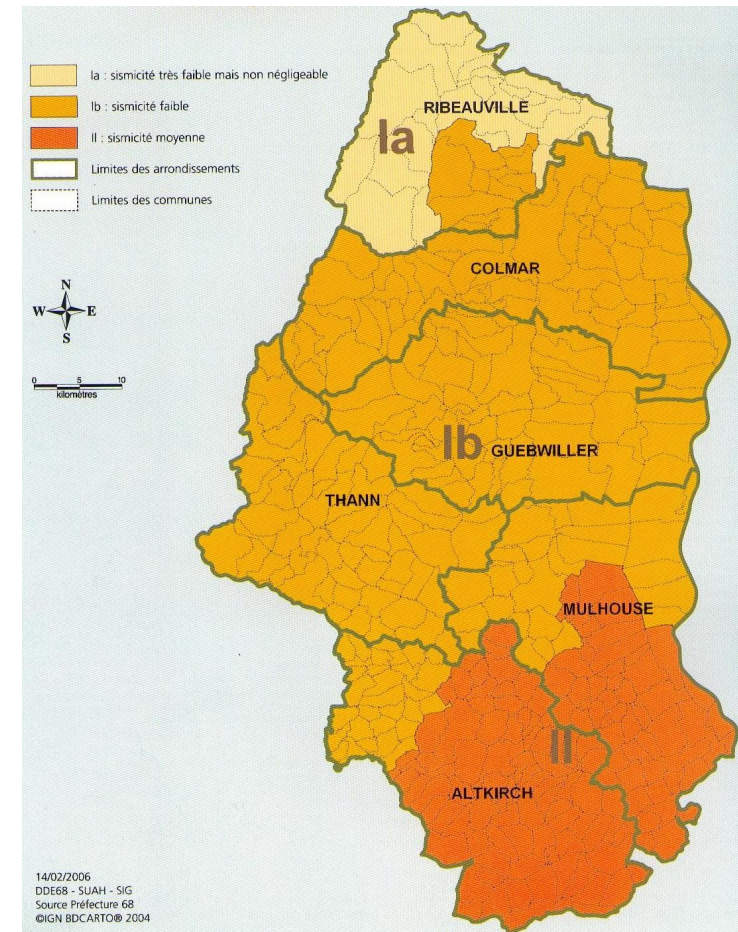 Ia : sismicité très faible mais non négligeable
Ib : sismicité faible
II : sismicité moyenne
Limites des arrondissements
Limites des communes
N
W E
S
0 5 10
kilomètres
RIBEAUVILLE
Ia
COLMAR
Ib
GUEBWILLER
THANN
MULHOUSE
II
ALTKIRCH
14/02/2006
DDE68 - SUAH - SIG
Source Préfecture 68
©IGN BDCARTO® 2004